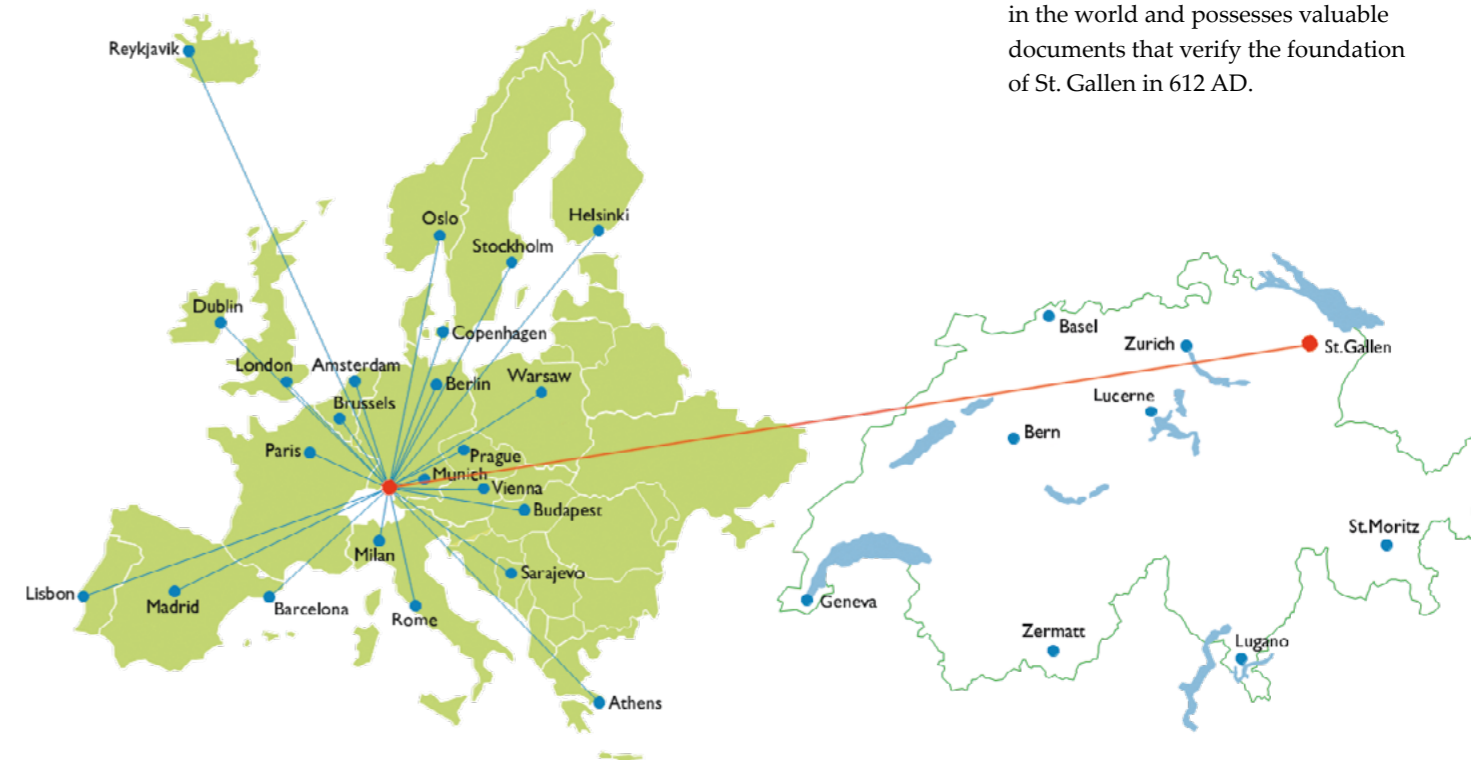 in the world and possesses valuable
documents that verify the foundation
of St. Gallen in 612 AD.
Reykjavik
Oslo
Helsinki
Stockholm
Dublin
Copenhagen
London
Amsterdam
Berlin
Warsaw
Brussels
Paris
Prague
Munich
Vienna
Budapest
Milan
Sarajevo
Lisbon
Madrid
Barcelona
Rome
Athens
Basel
Zurich
St.Gallen
Lucerne
Bern
St.Moritz
Geneva
Zermatt
Lugano